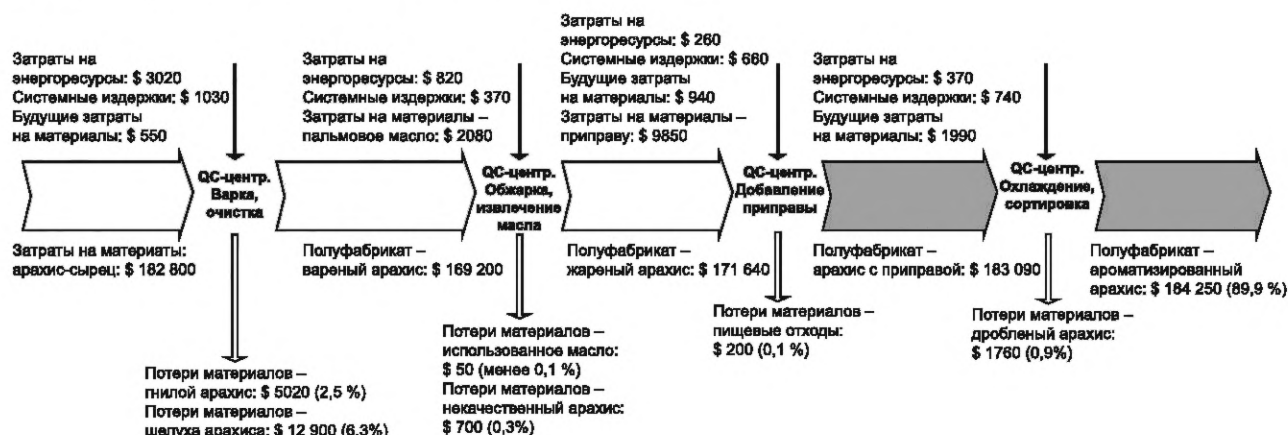 Затраты на
энергоресурсы: $ 3020
Системные издержки: $ 1030
Будущие затраты
на материалы: $ 550
Затраты на
энергоресурсы: $ 820
Системные издержки: $ 370
Затраты на материалы –
пальмовое масло: $ 2080
Затраты на
энергоресурсы: $ 260
Системные издержки: $ 660
Будущие затраты
на материалы: $ 940
Затраты на материалы –
приправу: $ 9850
Затраты на
энергоресурсы: $ 370
Системные издержки: $ 740
Будущие затраты
на материалы: $ 1990
QC-центр.
Варка,
очистка
QC-центр.
Обжарка,
извлечение
масла
QC-центр.
Добавление
приправы
QC-центр.
Охлаждение,
сортировка
Затраты на материаты:
арахис-сырец: $ 182 800
Полуфабрикат –
вареный арахис: $ 169 200
Полуфабрикат –
жареный арахис: $ 171 640
Полуфабрикат –
арахис с приправой: $ 183 090
Полуфабрикат –
ароматизированный
арахис: $ 184 250 (89,9 %)
Потери материалов –
гнилой арахис: $ 5020 (2,5 %)
Потери материалов –
шелуха арахиса: $ 12 900 (6,3%)
Потери материалов –
использованное масло:
$ 50 (менее 0,1 %)
Потери материалов –
некачественный арахис:
$ 700 (0,3%)
Потери материалов –
пищевые отходы:
$ 200 (0,1 %)
Потери материалов –
дробленый арахис:
$ 1760 (0,9%)